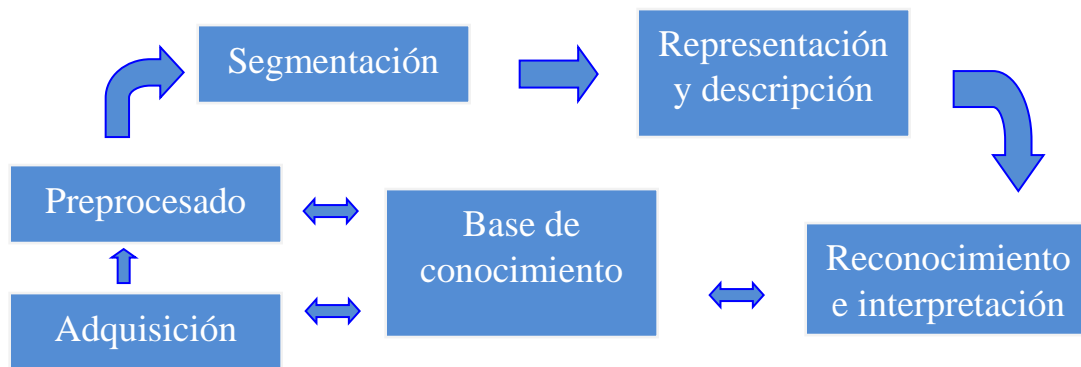 Segmentación
Representación
y descripción
Preprocesado
Base de
conocimiento
Reconocimiento
e interpretación
Adquisición